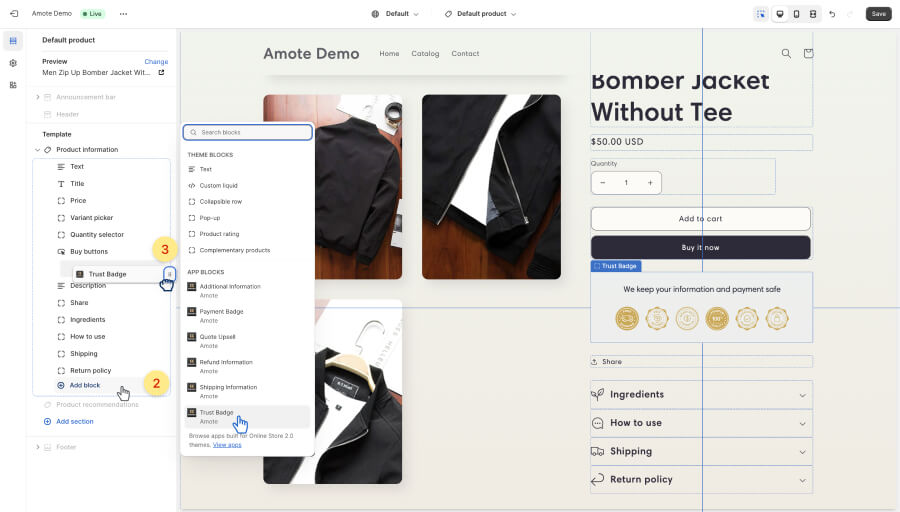 Amote Demo
Live
Default
Default product
Save
Default product
Preview
Change
Men Zip Up Bomber Jacket Wit...
Announcement bar
Header
Template
Product information
Text
Title
Price
Variant picker
Quantity selector
Buy buttons
3
Trust Badge
Description
Share
Ingredients
How to use
Shipping
Return policy
Add block
2
Product recommendations
Add section
Footer
Search blocks
THEME BLOCKS
Text
Custom liquid
Collapsible row
Pop-up
Product rating
Complementary products
APP BLOCKS
Additional Information
Amote
Payment Badge
Amote
Quote Upsell
Amote
Refund Information
Amote
Shipping Information
Amote
Trust Badge
Amote
Browse apps built for Online Store 2.0
themes. View apps
Amote Demo
Home
Catalog
Contact
Bomber Jacket
Without Tee
$50.00 USD
Quantity
− 1 +
Add to cart
Buy it now
Trust Badge
We keep your information and payment safe
100%
Share
Ingredients
How to use
Shipping
Return policy